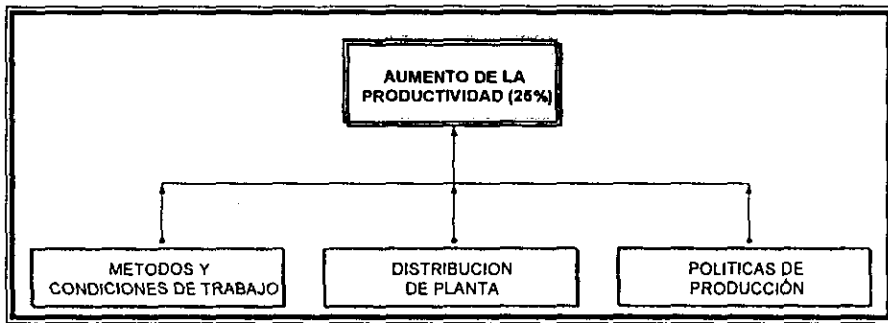 AUMENTO DE LA
PRODUCTIVIDAD (25%)
METODOS Y
CONDICIONES DE TRABAJO
DISTRIBUCION
DE PLANTA
POLITICAS DE
PRODUCCIÓN